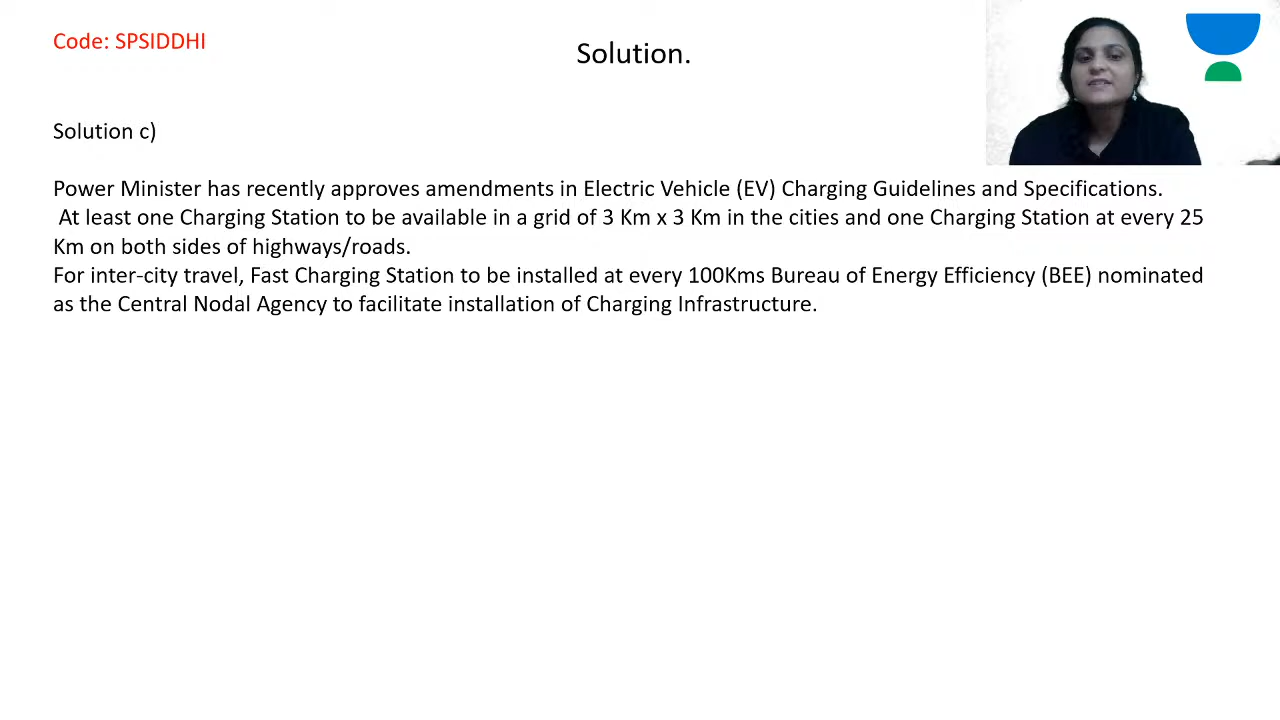 Code: SPSIDDHI
Solution.
Solution c)
Power Minister has recently approves amendments in Electric Vehicle (EV) Charging Guidelines and Specifications.
At least one Charging Station to be available in a grid of 3 Km x 3 Km in the cities and one Charging Station at every 25
Km on both sides of highways/roads.
For inter-city travel, Fast Charging Station to be installed at every 100Kms Bureau of Energy Efficiency (BEE) nominated
as the Central Nodal Agency to facilitate installation of Charging Infrastructure.